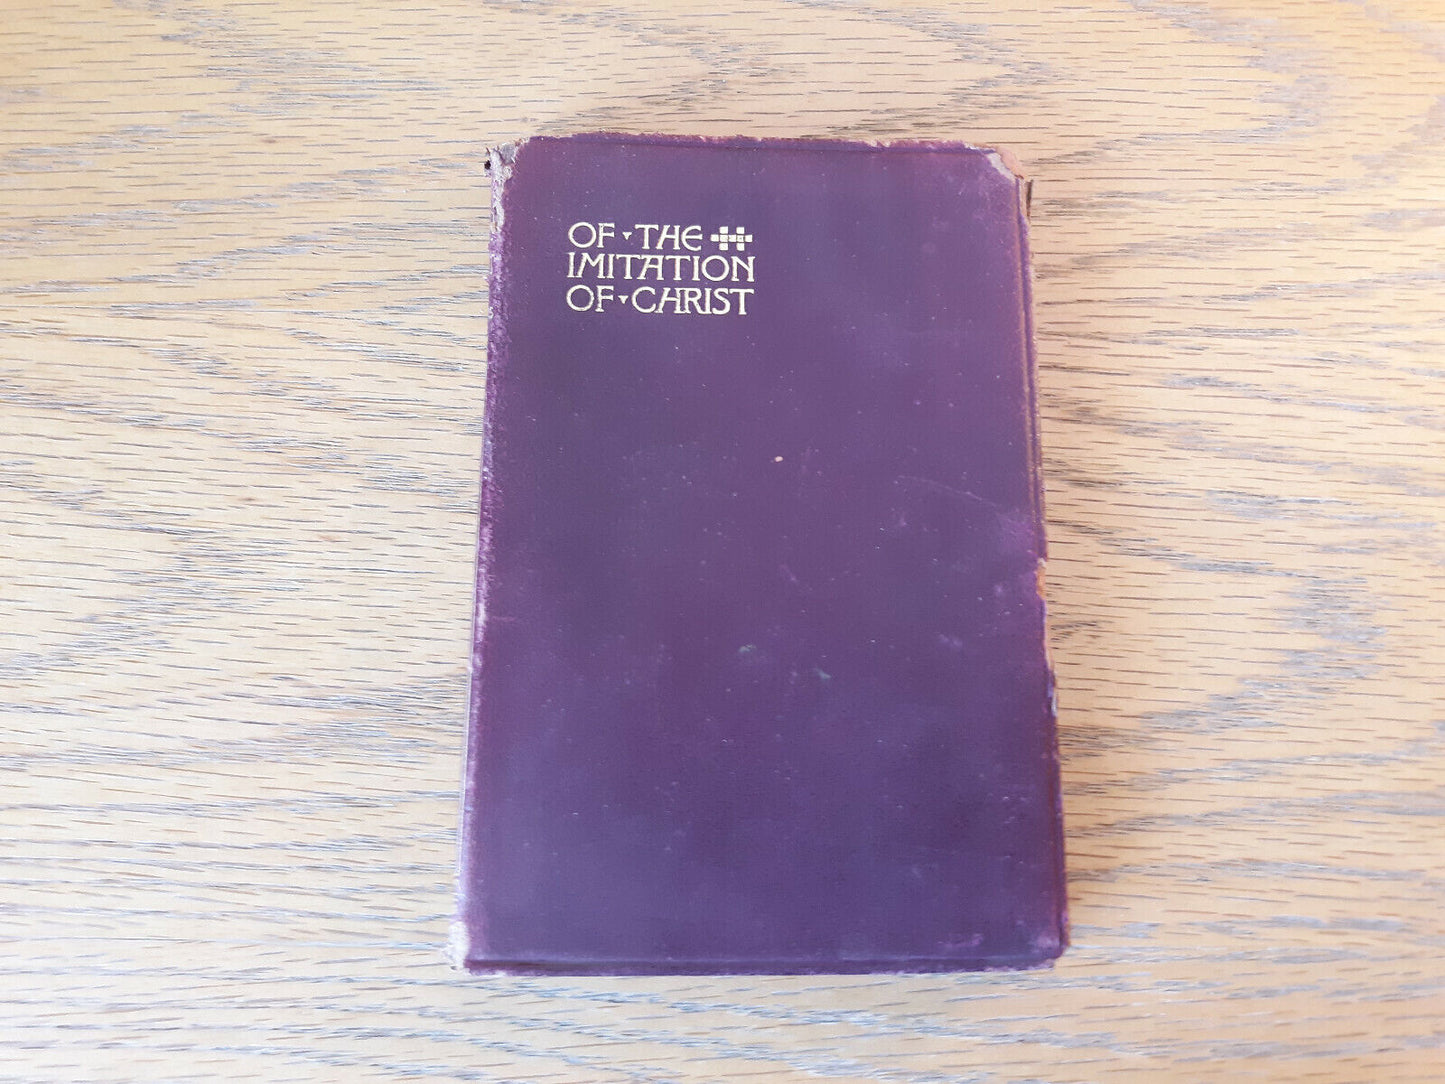 OF THE
IMITATION
OF CHRIST